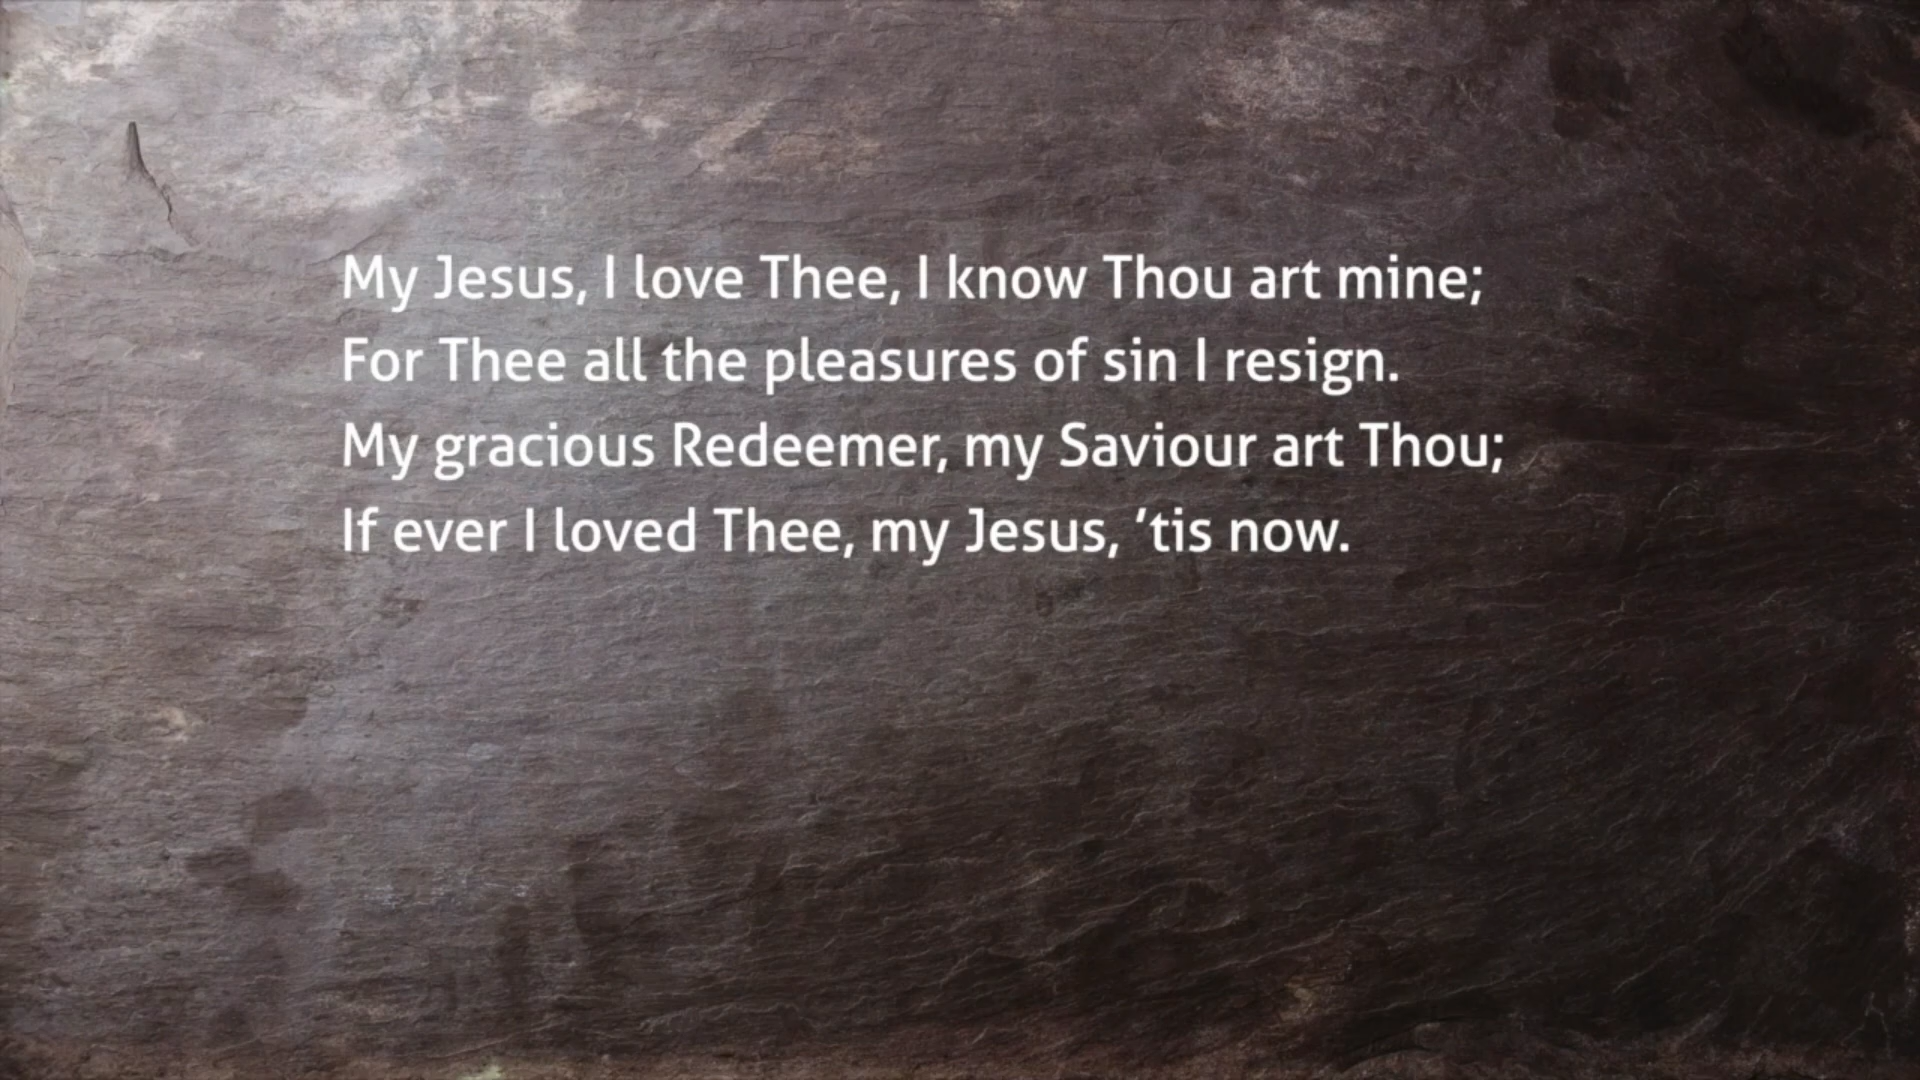 My Jesus, I love Thee, I know Thou art mine;
For Thee all the pleasures of sin I resign.
My gracious Redeemer, my Saviour art Thou;
If ever I loved Thee, my Jesus, ’tis now.